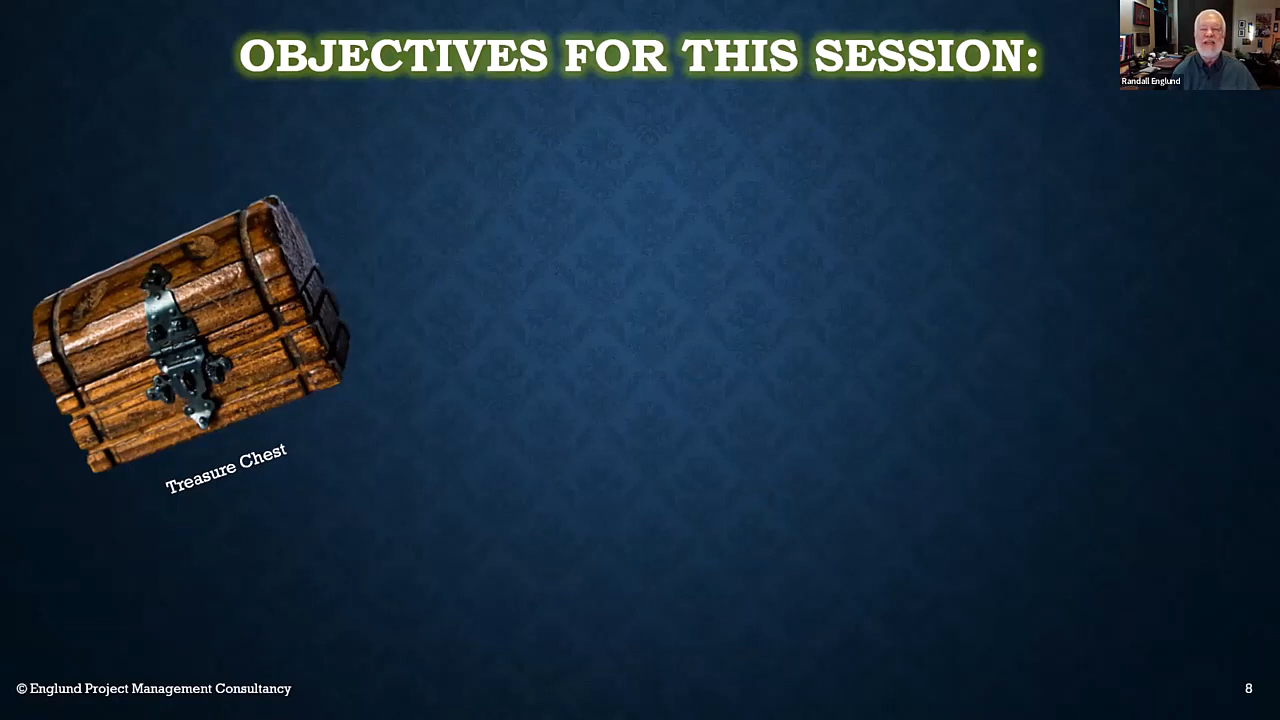 OBJECTIVES FOR THIS SESSION:
Randall Englund
Treasure Chest
© Englund Project Management Consultancy
8